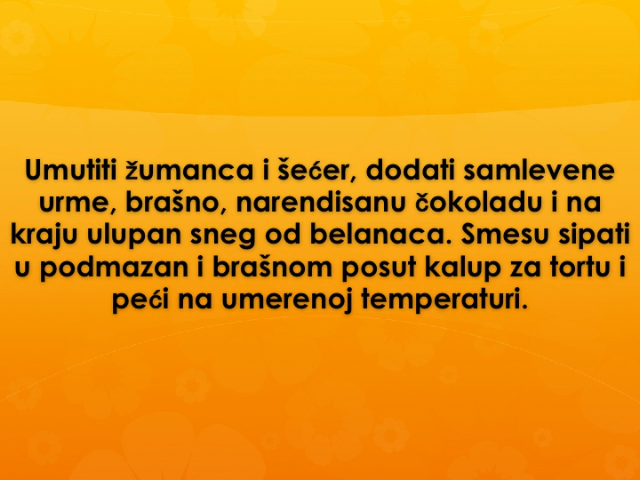 Umutiti žumanca i šećer, dodati samlevene
urme, brašno, narendisanu čokoladu i na
kraju ulupan sneg od belanaca. Smesu sipati
u podmazan i brašnom posut kalup za tortu i
peći na umerenoj temperaturi.